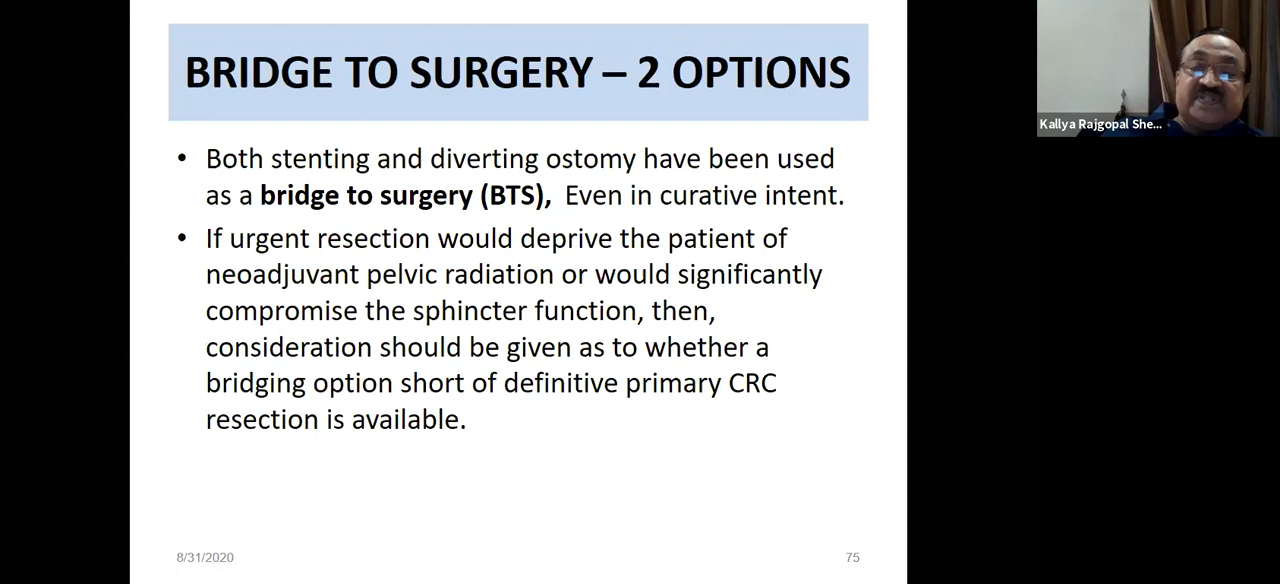 BRIDGE TO SURGERY – 2 OPTIONS
• Both stenting and diverting ostomy have been used
as a bridge to surgery (BTS), Even in curative intent.
• If urgent resection would deprive the patient of
neoadjuvant pelvic radiation or would significantly
compromise the sphincter function, then,
consideration should be given as to whether a
bridging option short of definitive primary CRC
resection is available.
8/31/2020
75
Kallya Rajgopal She...